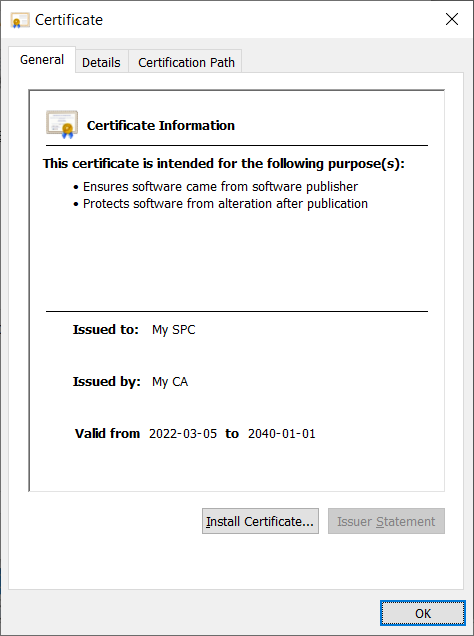 Certificate
General Details Certification Path
Certificate Information
This certificate is intended for the following purpose(s):
• Ensures software came from software publisher
• Protects software from alteration after publication
Issued to: My SPC
Issued by: My CA
Valid from 2022-03-05 to 2040-01-01
Install Certificate... Issuer Statement
OK